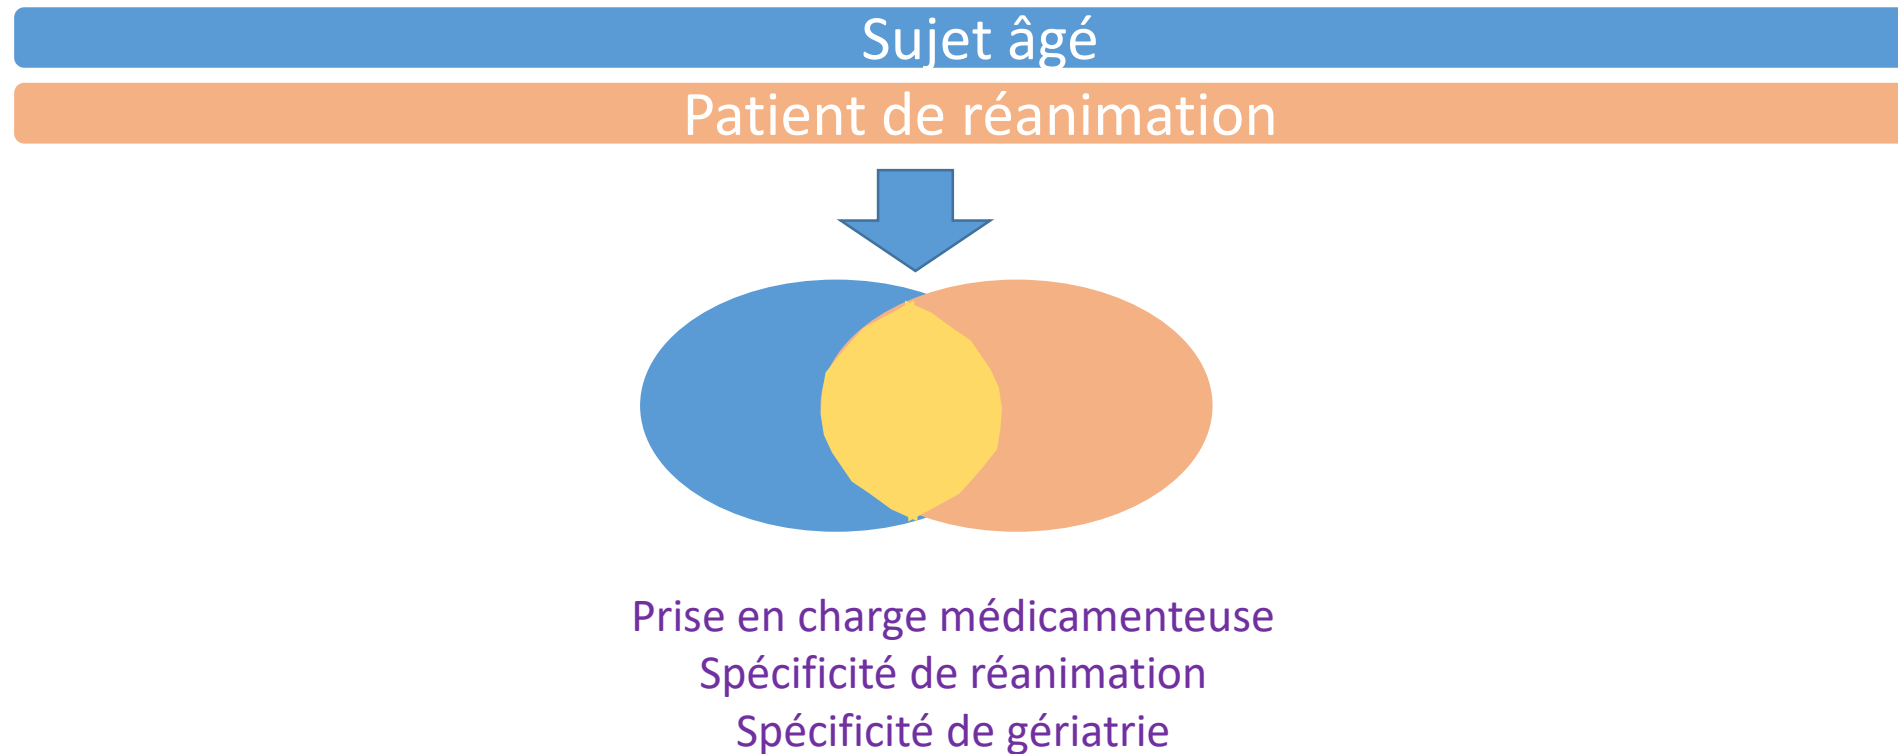 Sujet âgé
Patient de réanimation
Prise en charge médicamenteuse
Spécificité de réanimation
Spécificité de gériatrie